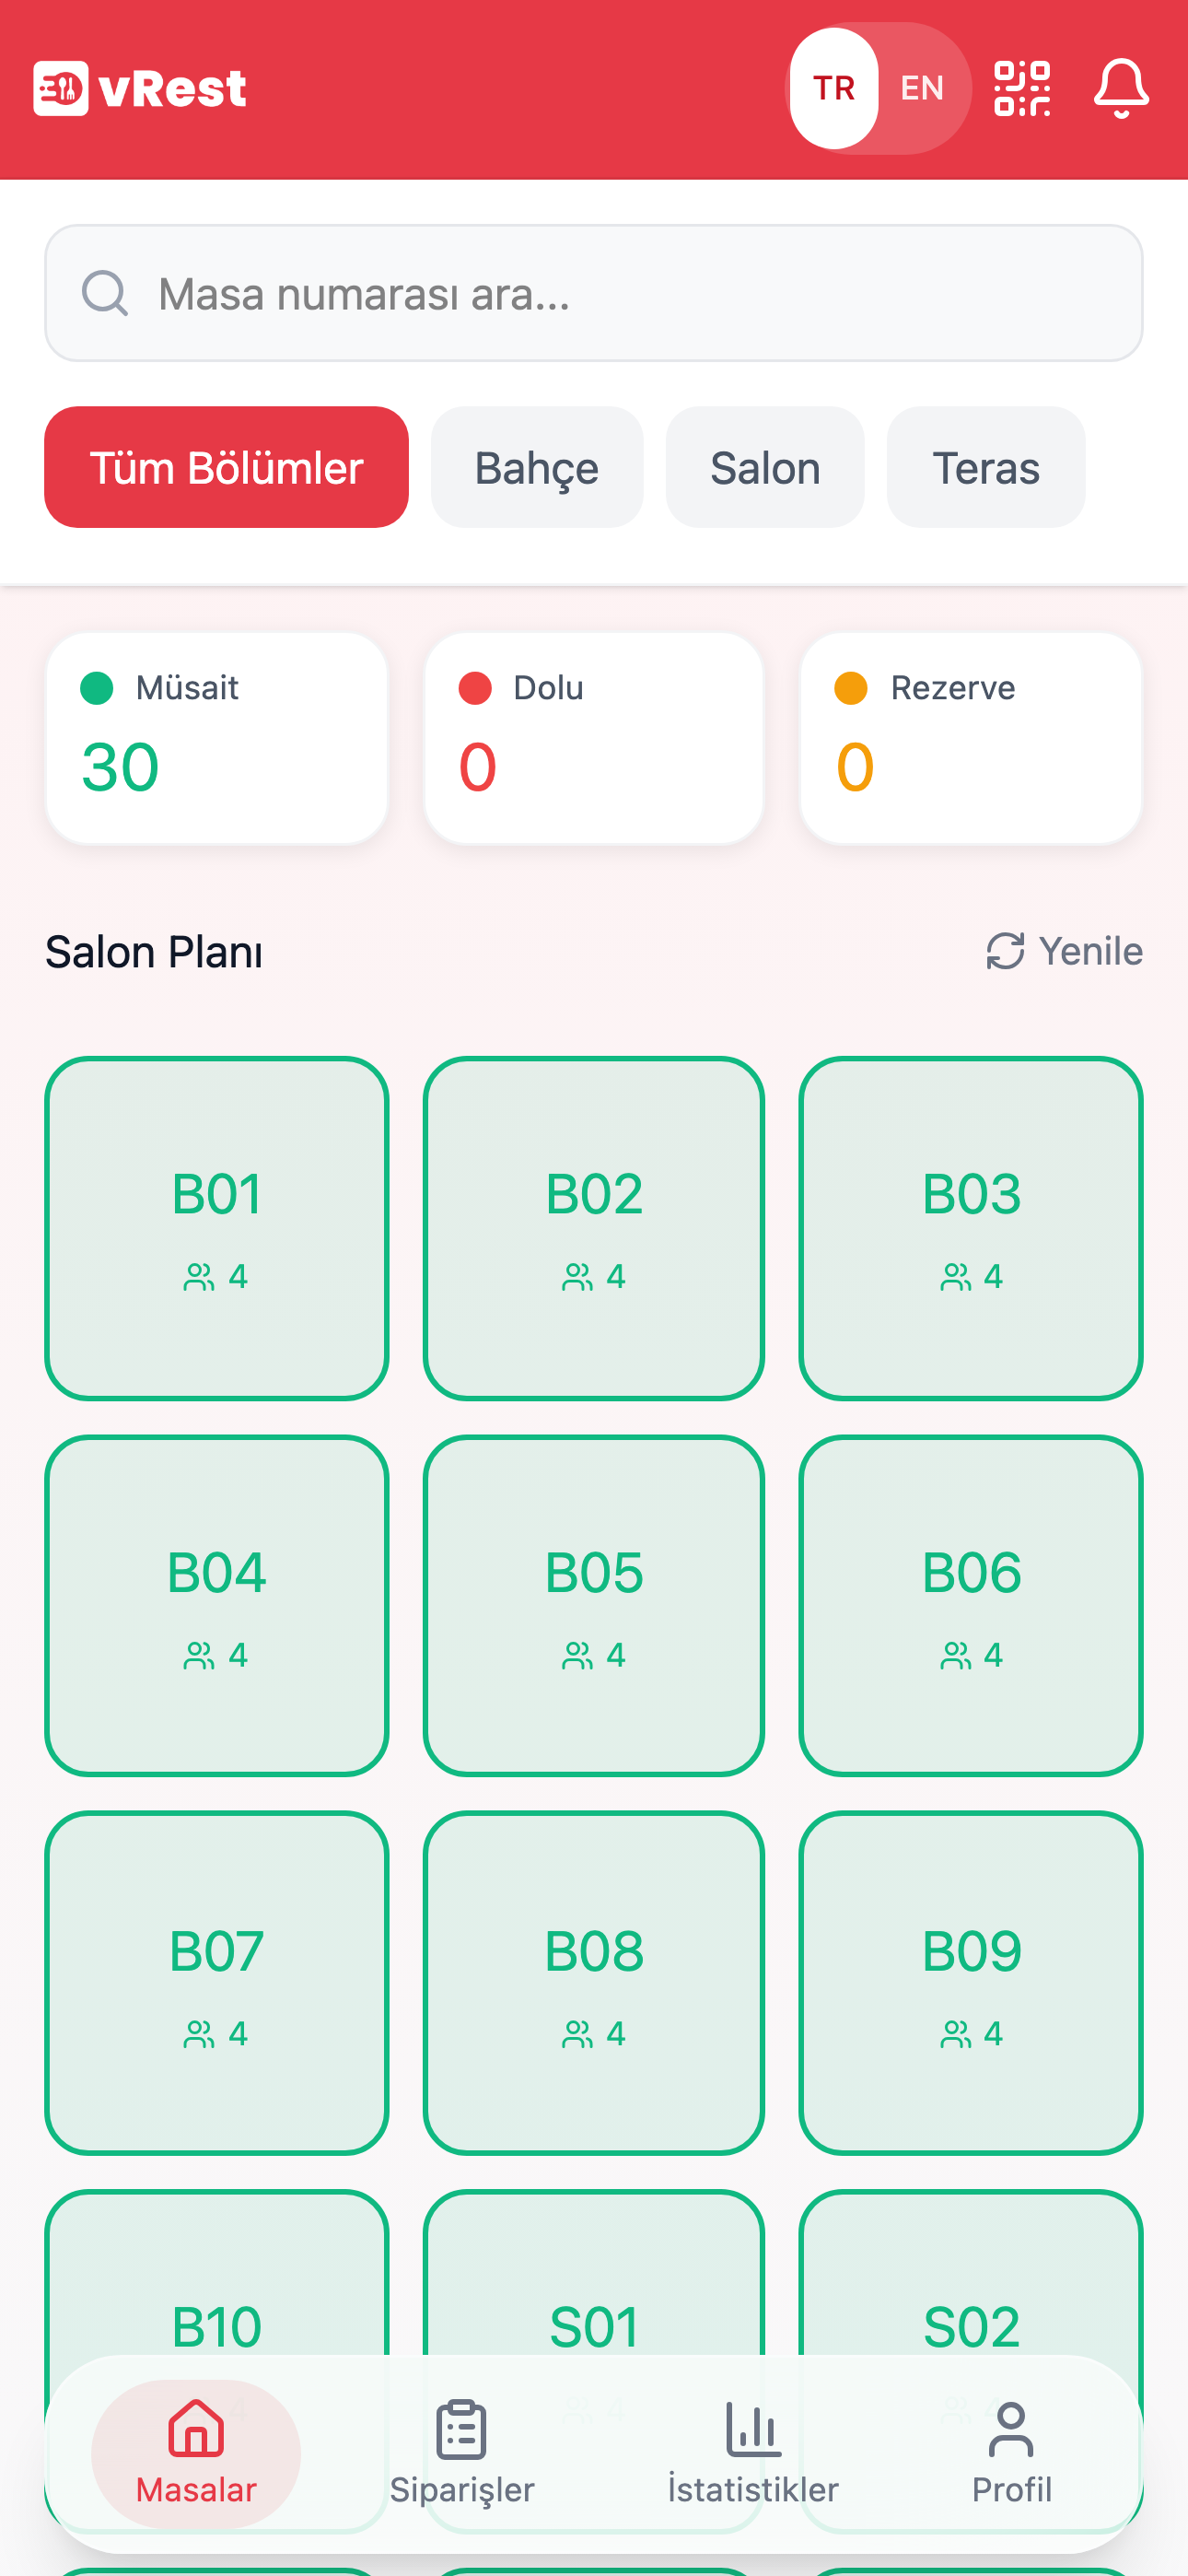 vRest
TR EN
Masa numarası ara...
Tüm Bölümler Bahçe Salon Teras
Müsait Dolu Rezerve
30 0 0
Salon Planı Yenile
B01 B02 B03
4 4 4
B04 B05 B06
4 4 4
B07 B08 B09
4 4 4
B10 S01 S02
Masalar Siparişler İstatistikler Profil